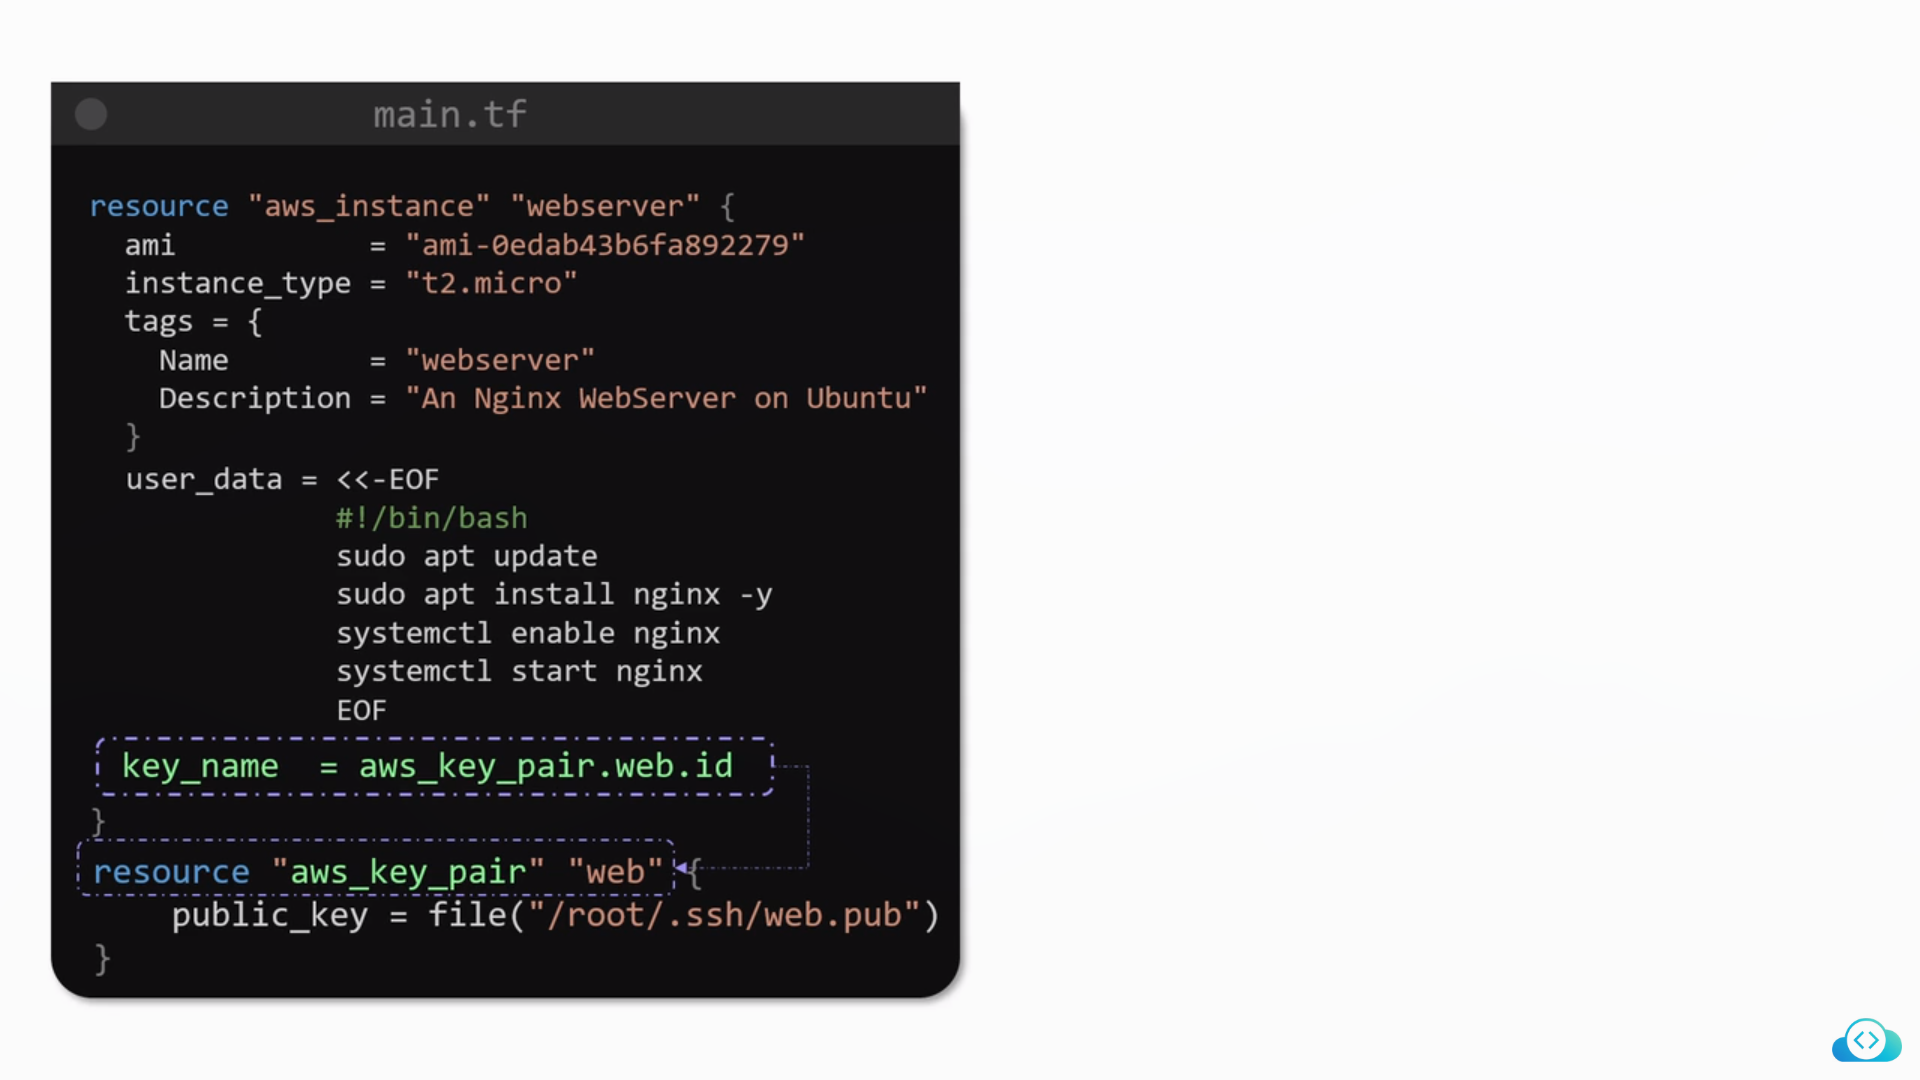 main.tf
resource "aws_instance" "webserver" {
  ami           = "ami-0edab43b6fa892279"
  instance_type = "t2.micro"
  tags = {
    Name        = "webserver"
    Description = "An Nginx WebServer on Ubuntu"
  }
  user_data = <<-EOF
              #!/bin/bash
              sudo apt update
              sudo apt install nginx -y
              systemctl enable nginx
              systemctl start nginx
              EOF
  key_name  = aws_key_pair.web.id
}
resource "aws_key_pair" "web" {
    public_key = file("/root/.ssh/web.pub")
}